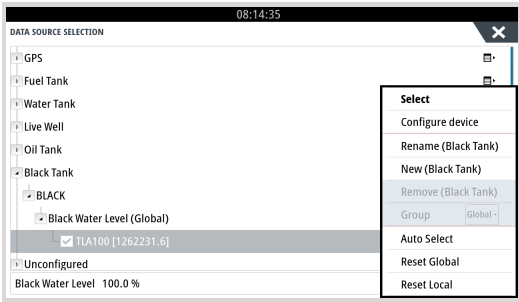 08:14:35
DATA SOURCE SELECTION
GPS
Fuel Tank
Water Tank
Live Well
Oil Tank
Black Tank
BLACK
Black Water Level (Global)
TLA100 [1262231.6]
Unconfigured
Black Water Level 100.0 %
Select
Configure device
Rename (Black Tank)
New (Black Tank)
Remove (Black Tank)
Group Global
Auto Select
Reset Global
Reset Local